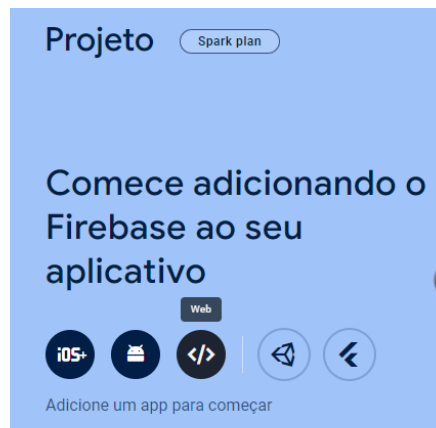 Projeto Spark plan
Comece adicionando o
Firebase ao seu
aplicativo
Web
iOS+ </>
Adicione um app para começar